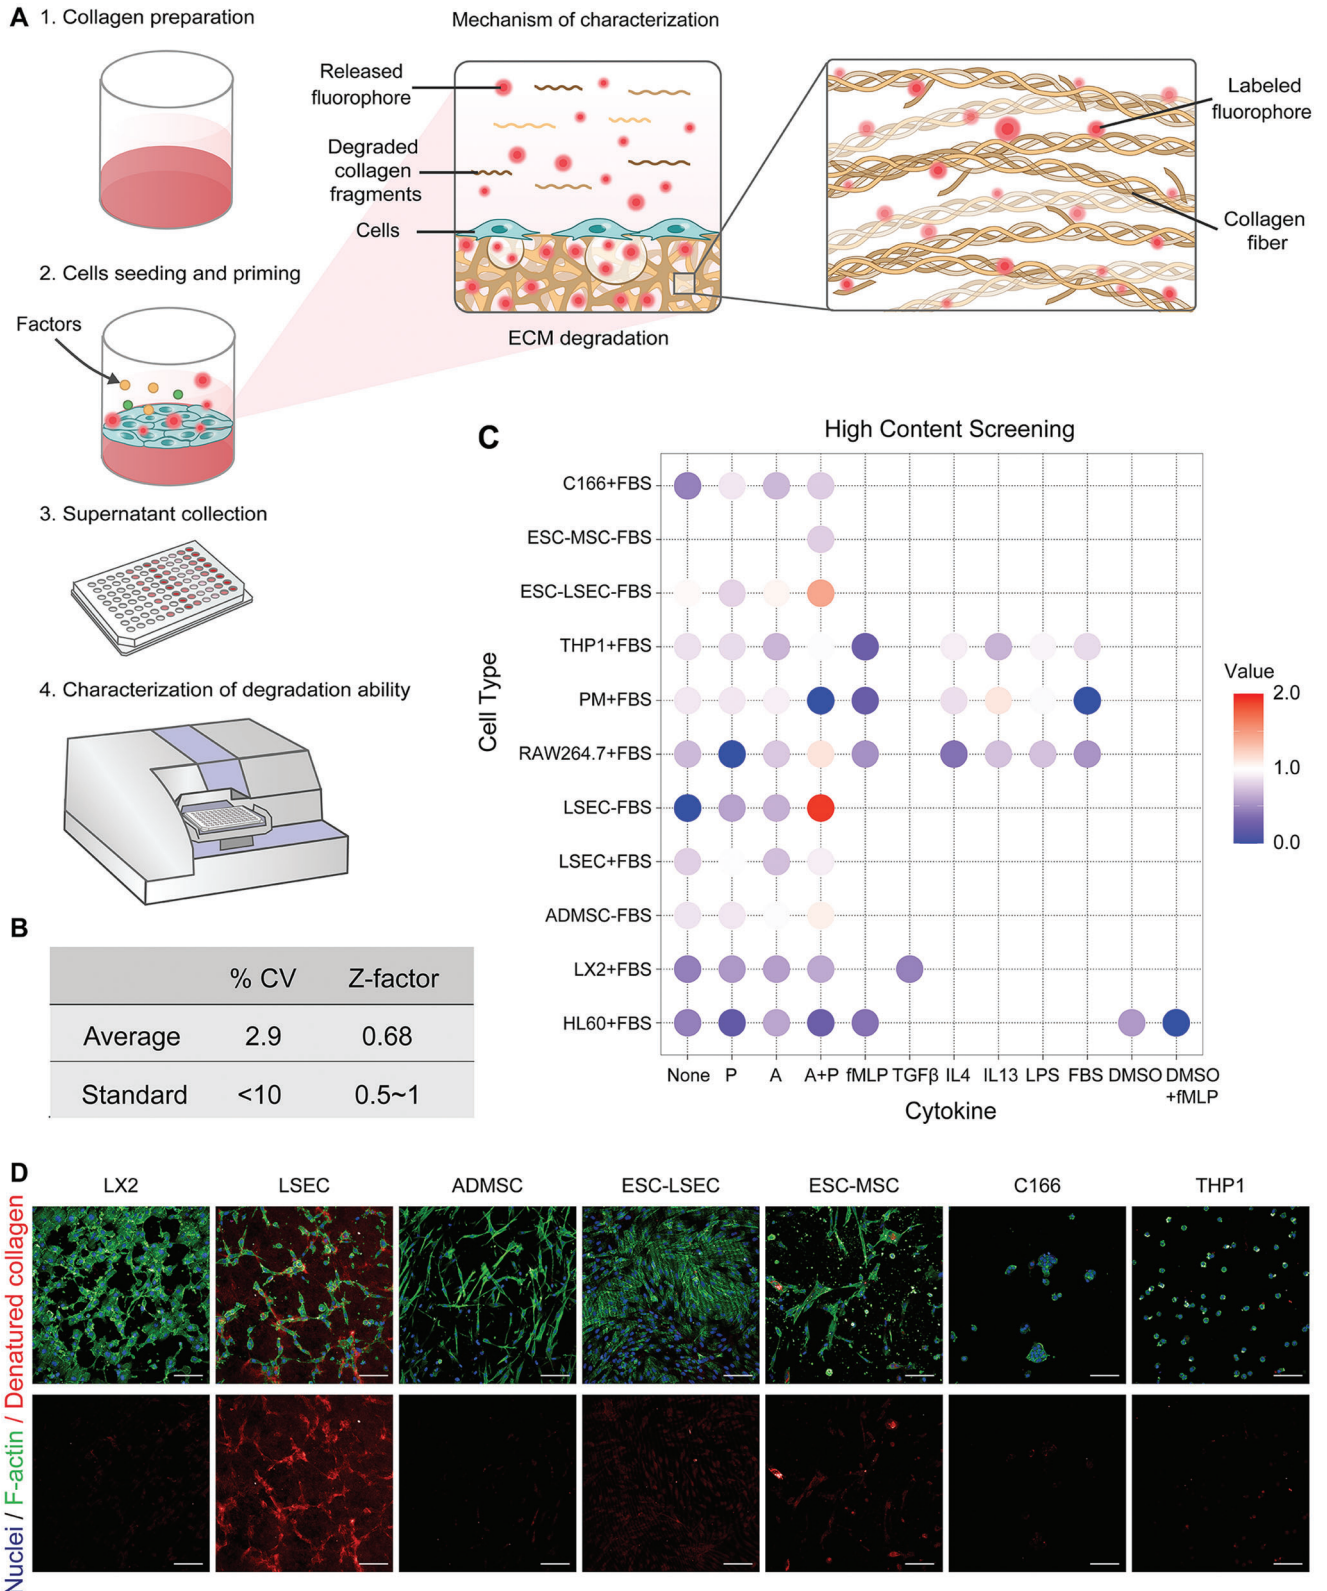 A
1. Collagen preparation
Mechanism of characterization
Released
fluorophore
Degraded
collagen
fragments
Cells
Labeled
fluorophore
Collagen
fiber
ECM degradation
2. Cells seeding and priming
Factors
3. Supernatant collection
4. Characterization of degradation ability
B
% CV Z-factor
Average 2.9 0.68
Standard <10 0.5~1
C
High Content Screening
Cell Type
C166+FBS
ESC-MSC-FBS
ESC-LSEC-FBS
THP1+FBS
PM+FBS
RAW264.7+FBS
LSEC-FBS
LSEC+FBS
ADMSC-FBS
LX2+FBS
HL60+FBS
None P A A+P fMLP TGFβ IL4 IL13 LPS FBS DMSO DMSO
+fMLP
Cytokine
Value
2.0
1.0
0.0
D
LX2 LSEC ADMSC ESC-LSEC ESC-MSC C166 THP1
Nuclei / F-actin / Denatured collagen